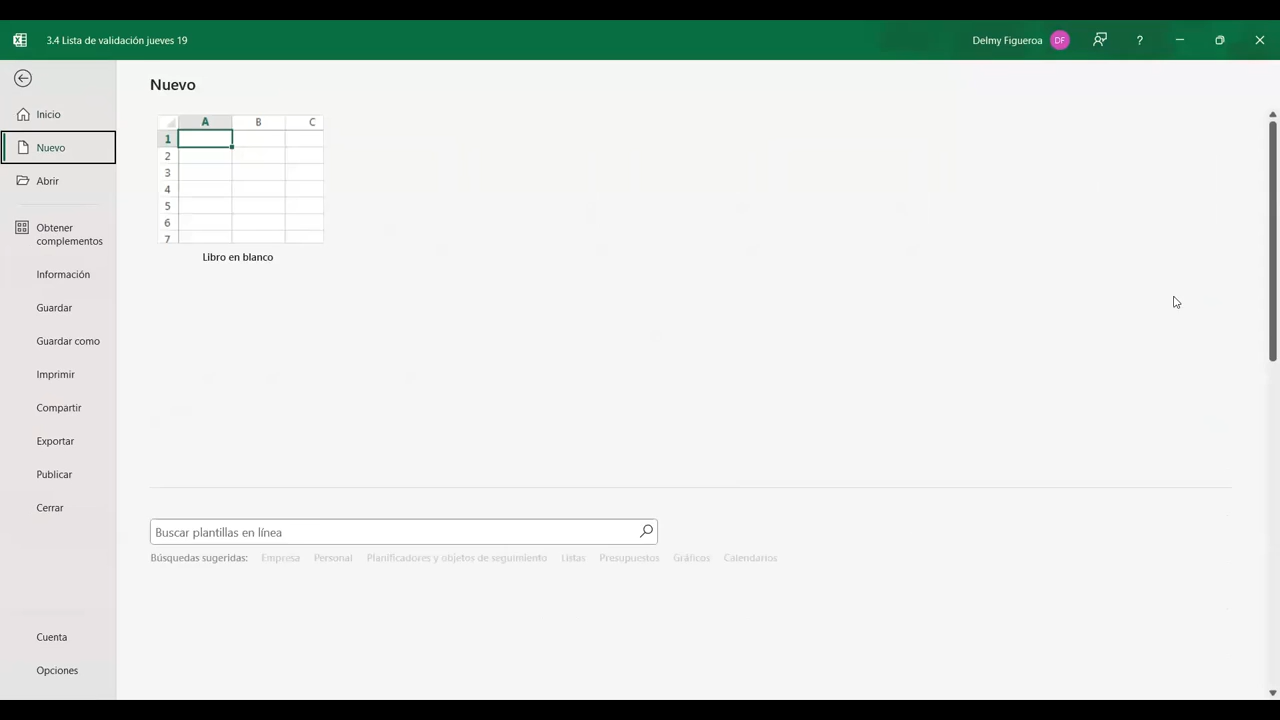 3.4 Lista de validación jueves 19
Delmy Figueroa DF
?
Nuevo
Inicio
Nuevo
Abrir
Obtener
complementos
Información
Guardar
Guardar como
Imprimir
Compartir
Exportar
Publicar
Cerrar
Cuenta
Opciones
A B C
1
2
3
4
5
6
7
Libro en blanco
Buscar plantillas en línea
Búsquedas sugeridas: Empresa Personal Planificadores y objetos de seguimiento Listas Presupuestos Gráficos Calendarios